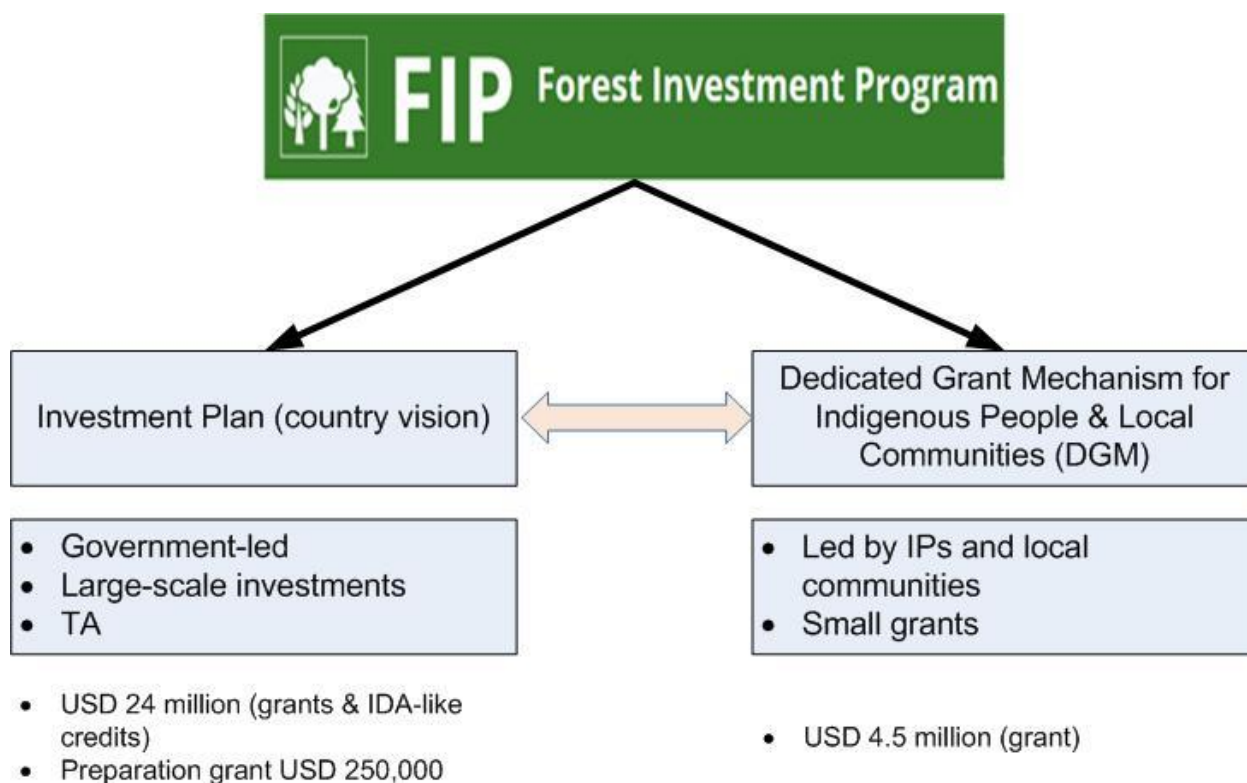 FIP Forest Investment Program
Investment Plan (country vision)
Dedicated Grant Mechanism for
Indigenous People & Local
Communities (DGM)
• Government-led
• Large-scale investments
• TA
• Led by IPs and local
communities
• Small grants
• USD 24 million (grants & IDA-like
credits)
• Preparation grant USD 250,000
• USD 4.5 million (grant)